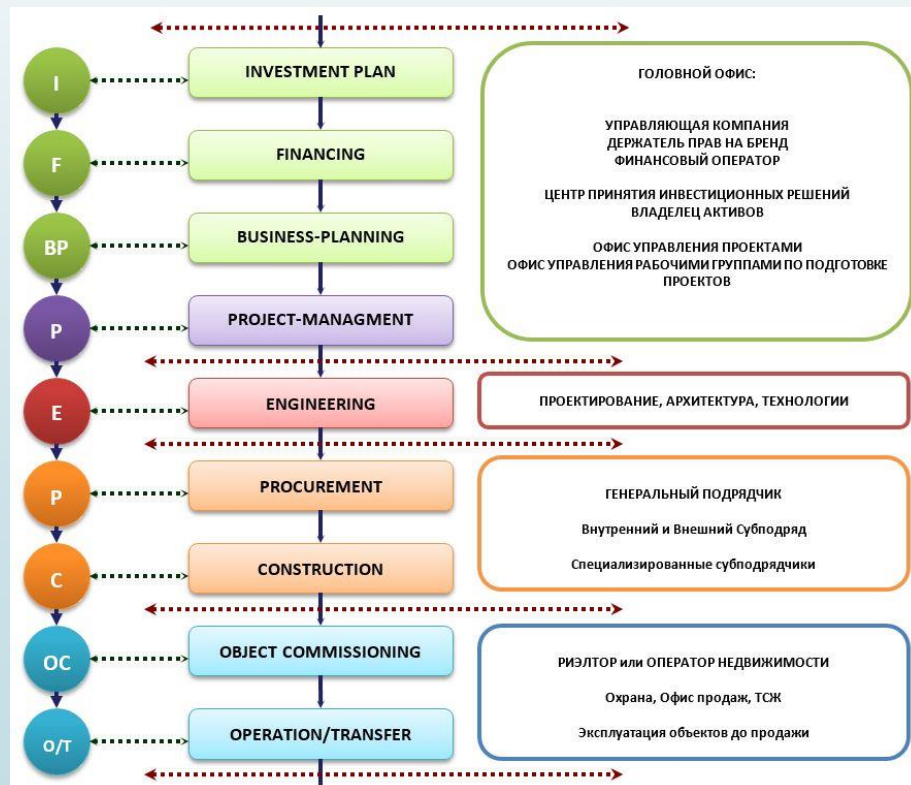 I
INVESTMENT PLAN
F
FINANCING
BP
BUSINESS-PLANNING
P
PROJECT-MANAGMENT
E
ENGINEERING
P
PROCUREMENT
C
CONSTRUCTION
OC
OBJECT COMMISSIONING
O/T
OPERATION/TRANSFER
ГОЛОВНОЙ ОФИС:
УПРАВЛЯЮЩАЯ КОМПАНИЯ
ДЕРЖАТЕЛЬ ПРАВ НА БРЕНД
ФИНАНСОВЫЙ ОПЕРАТОР
ЦЕНТР ПРИНЯТИЯ ИНВЕСТИЦИОННЫХ РЕШЕНИЙ
ВЛАДЕЛЕЦ АКТИВОВ
ОФИС УПРАВЛЕНИЯ ПРОЕКТАМИ
ОФИС УПРАВЛЕНИЯ РАБОЧИМИ ГРУППАМИ ПО ПОДГОТОВКЕ
ПРОЕКТОВ
ПРОЕКТИРОВАНИЕ, АРХИТЕКТУРА, ТЕХНОЛОГИИ
ГЕНЕРАЛЬНЫЙ ПОДРЯДЧИК
Внутренний и Внешний Субподряд
Специализированные субподрядчики
РИЭЛТОР или ОПЕРАТОР НЕДВИЖИМОСТИ
Охрана, Офис продаж, ТСЖ
Эксплуатация объектов до продажи